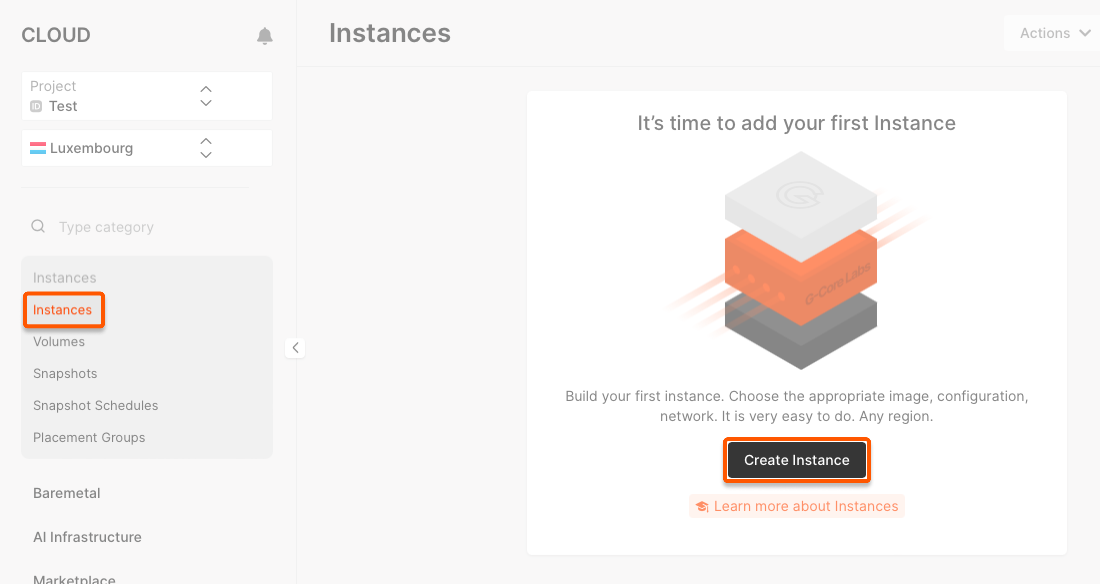 CLOUD
Project
ID Test
Luxembourg
Type category
Instances
Instances
Volumes
Snapshots
Snapshot Schedules
Placement Groups
Baremetal
AI Infrastructure
Marketplace
Instances
Actions
It’s time to add your first Instance
G-Core Labs
Build your first instance. Choose the appropriate image, configuration,
network. It is very easy to do. Any region.
Create Instance
Learn more about Instances